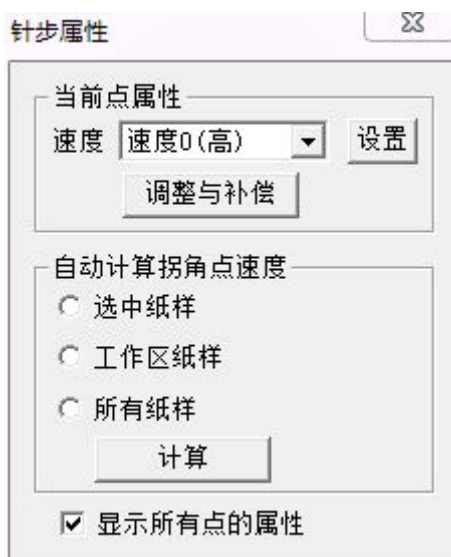 针步属性
当前点属性
速度 速度0(高) 设置
调整与补偿
自动计算拐角点速度
选中纸样
工作区纸样
所有纸样
计算
显示所有点的属性